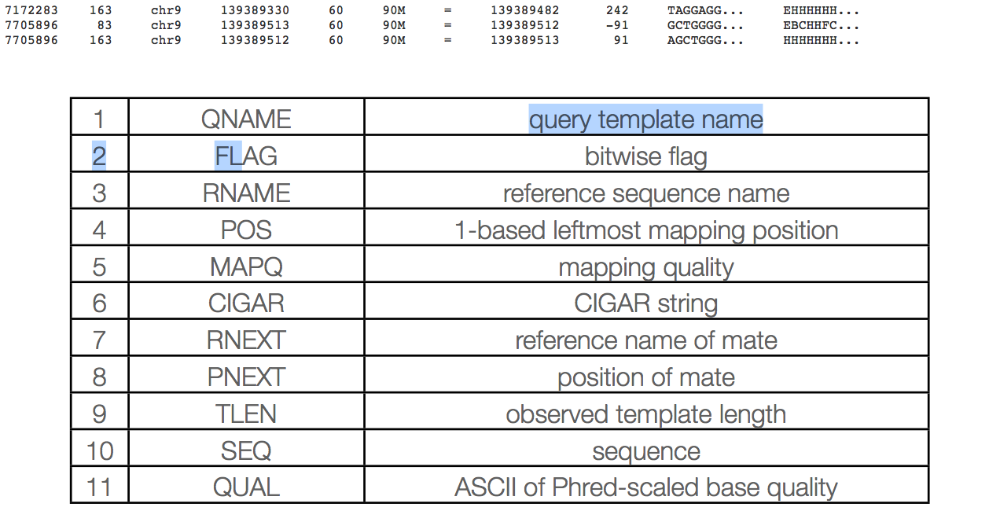 7172283 163 chr9 139389330 60 90M = 139389482 242 TAGGAGG... EHHHHHH...
7705896 83 chr9 139389513 60 90M = 139389512 -91 GCTGGGG... EBCHHFC...
7705896 163 chr9 139389512 60 90M = 139389513 91 AGCTGGG... HHHHHHH...
1 QNAME query template name
2 FLAG bitwise flag
3 RNAME reference sequence name
4 POS 1-based leftmost mapping position
5 MAPQ mapping quality
6 CIGAR CIGAR string
7 RNEXT reference name of mate
8 PNEXT position of mate
9 TLEN observed template length
10 SEQ sequence
11 QUAL ASCII of Phred-scaled base quality